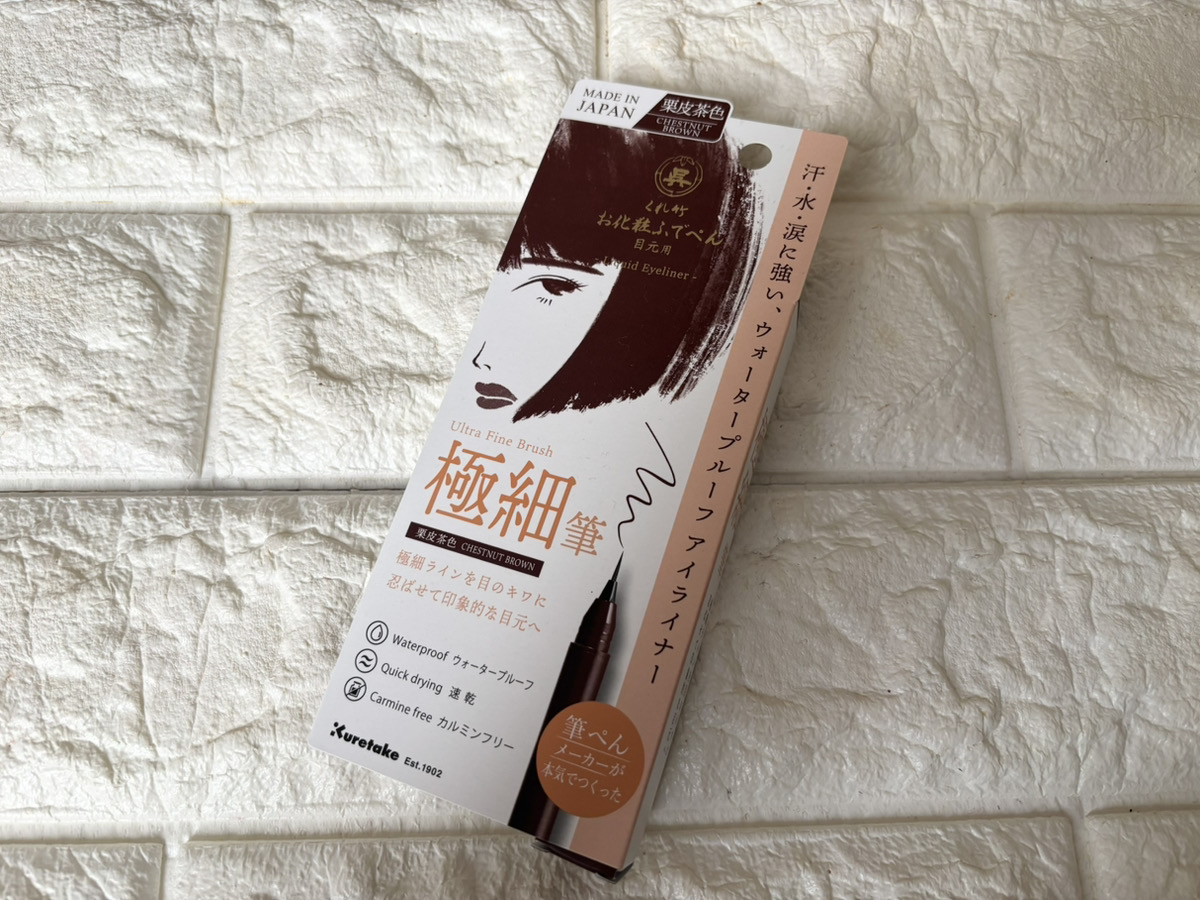 MADE IN
JAPAN
栗皮茶色
CHESTNUT
BROWN
呉
くれ竹
お化粧ふでぺん
目元用
Eyeliner -
汗・水・涙に強い、ウォータープルーフ アイライナー
Ultra Fine Brush
極細筆
栗皮茶色 CHESTNUT BROWN
極細ラインを目のキワに
忍ばせて印象的な目元へ
Waterproof ウォータープルーフ
Quick drying 速乾
Carmine free カルミンフリー
Kuretake Est.1902
筆ぺん
メーカーが
本気でつくった